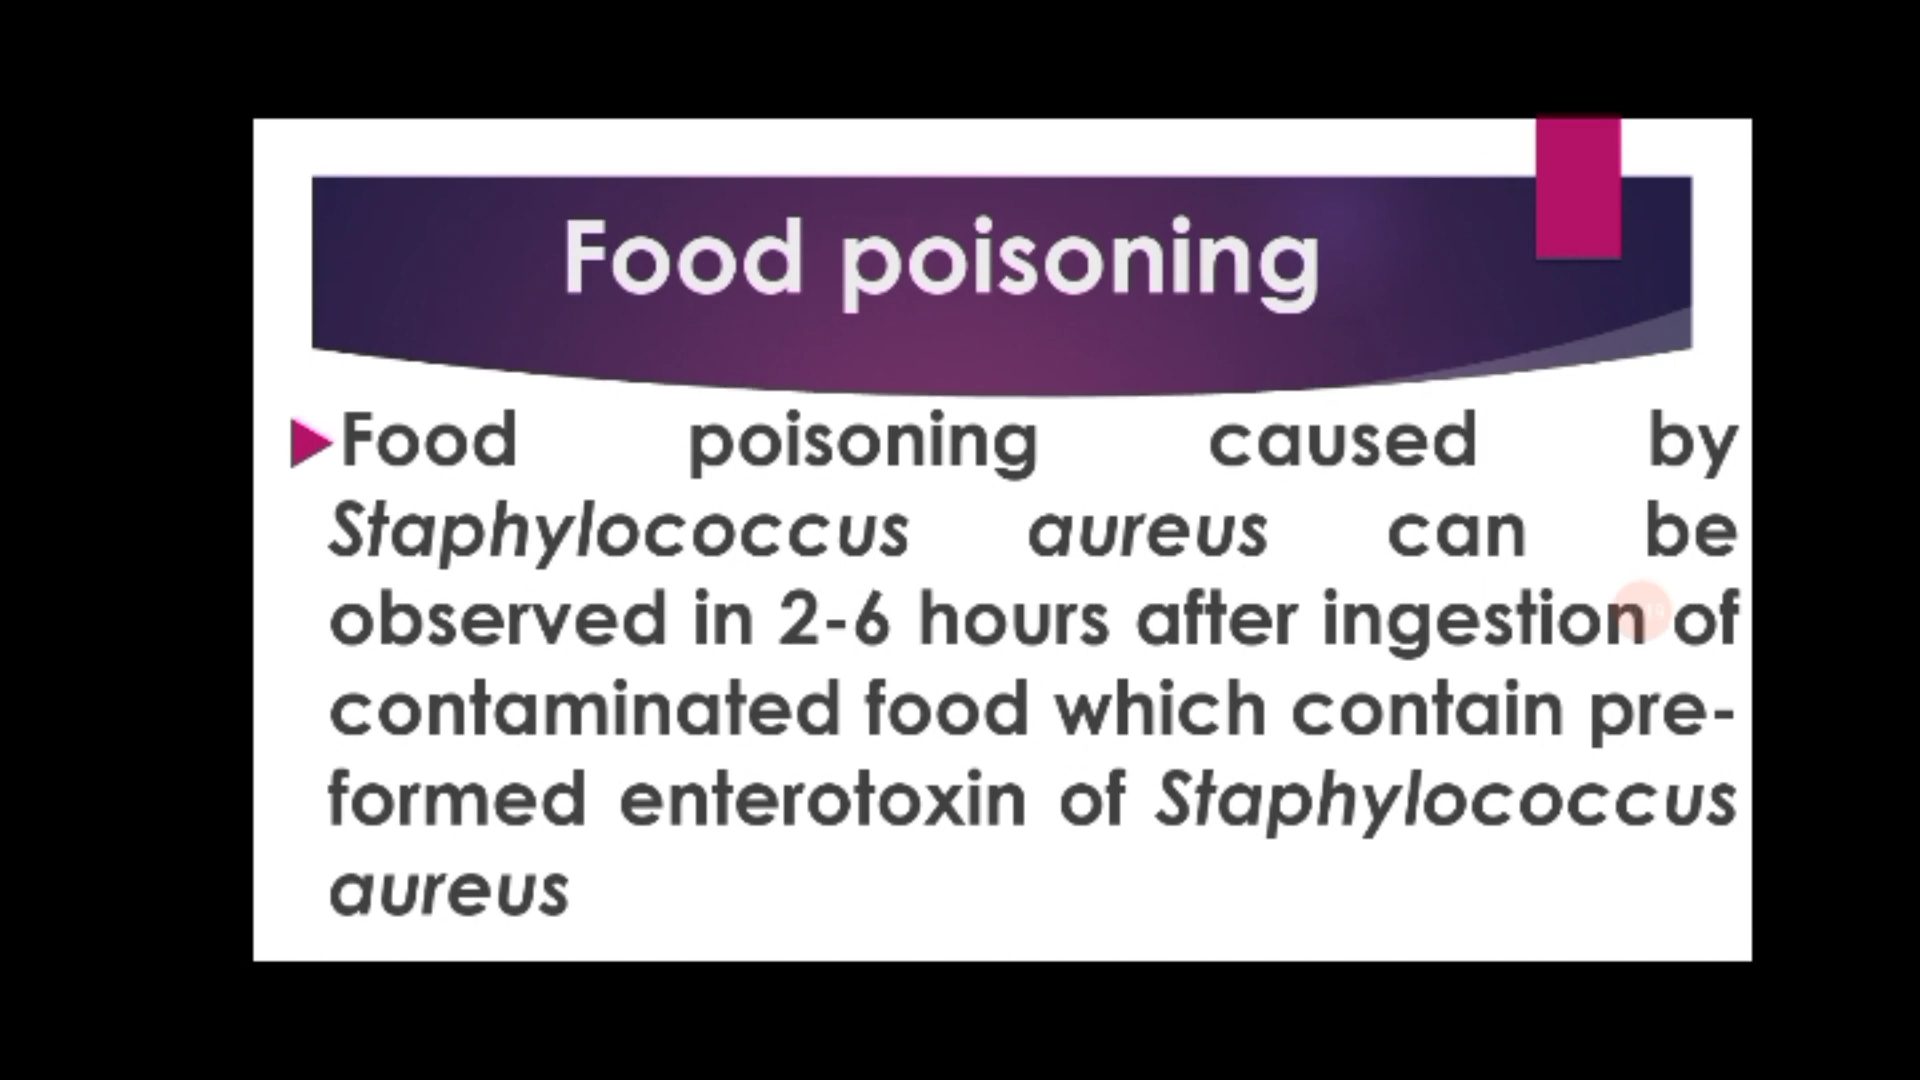 Food poisoning
Food poisoning caused by
Staphylococcus aureus can be
observed in 2-6 hours after ingestion of
contaminated food which contain pre-
formed enterotoxin of Staphylococcus
aureus